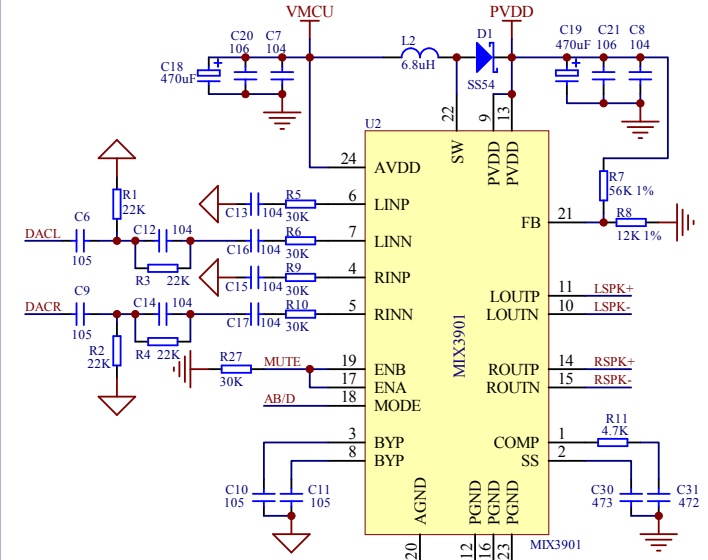 VMCU
PVDD
C20
106
C7
104
C18
470uF
L2
6.8uH
D1
SS54
C19
470uF
C21
106
C8
104
U2
22
9
13
SW
PVDD
PVDD
24
AVDD
R1
22K
6
LINP
C13
104
R5
30K
R7
56K 1%
FB
21
R8
12K 1%
DACL
C6
105
C12
104
C16
104
R6
30K
7
LINN
R3
22K
C15
104
R9
30K
4
RINP
DACR
C9
105
C14
104
C17
104
R10
30K
5
RINN
LOUTP
11
LSPK+
LOUTN
10
LSPK-
R2
22K
R4
22K
MIX3901
R27
30K
MUTE
19
ENB
17
ENA
AB/D
18
MODE
ROUTP
14
RSPK+
ROUTN
15
RSPK-
3
BYP
8
BYP
COMP
1
SS
2
R11
4.7K
C10
105
C11
105
C30
473
C31
472
AGND
PGND
PGND
PGND
20
12
16
23
MIX3901